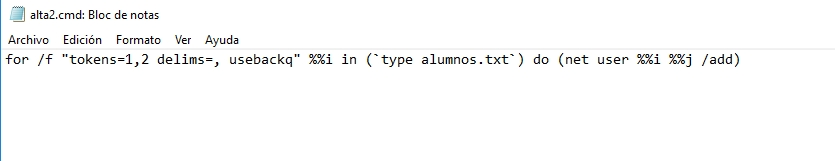 alta2.cmd: Bloc de notas
Archivo Edición Formato Ver Ayuda
for /f "tokens=1,2 delims=, usebackq" %%i in (`type alumnos.txt`) do (net user %%i %%j /add)